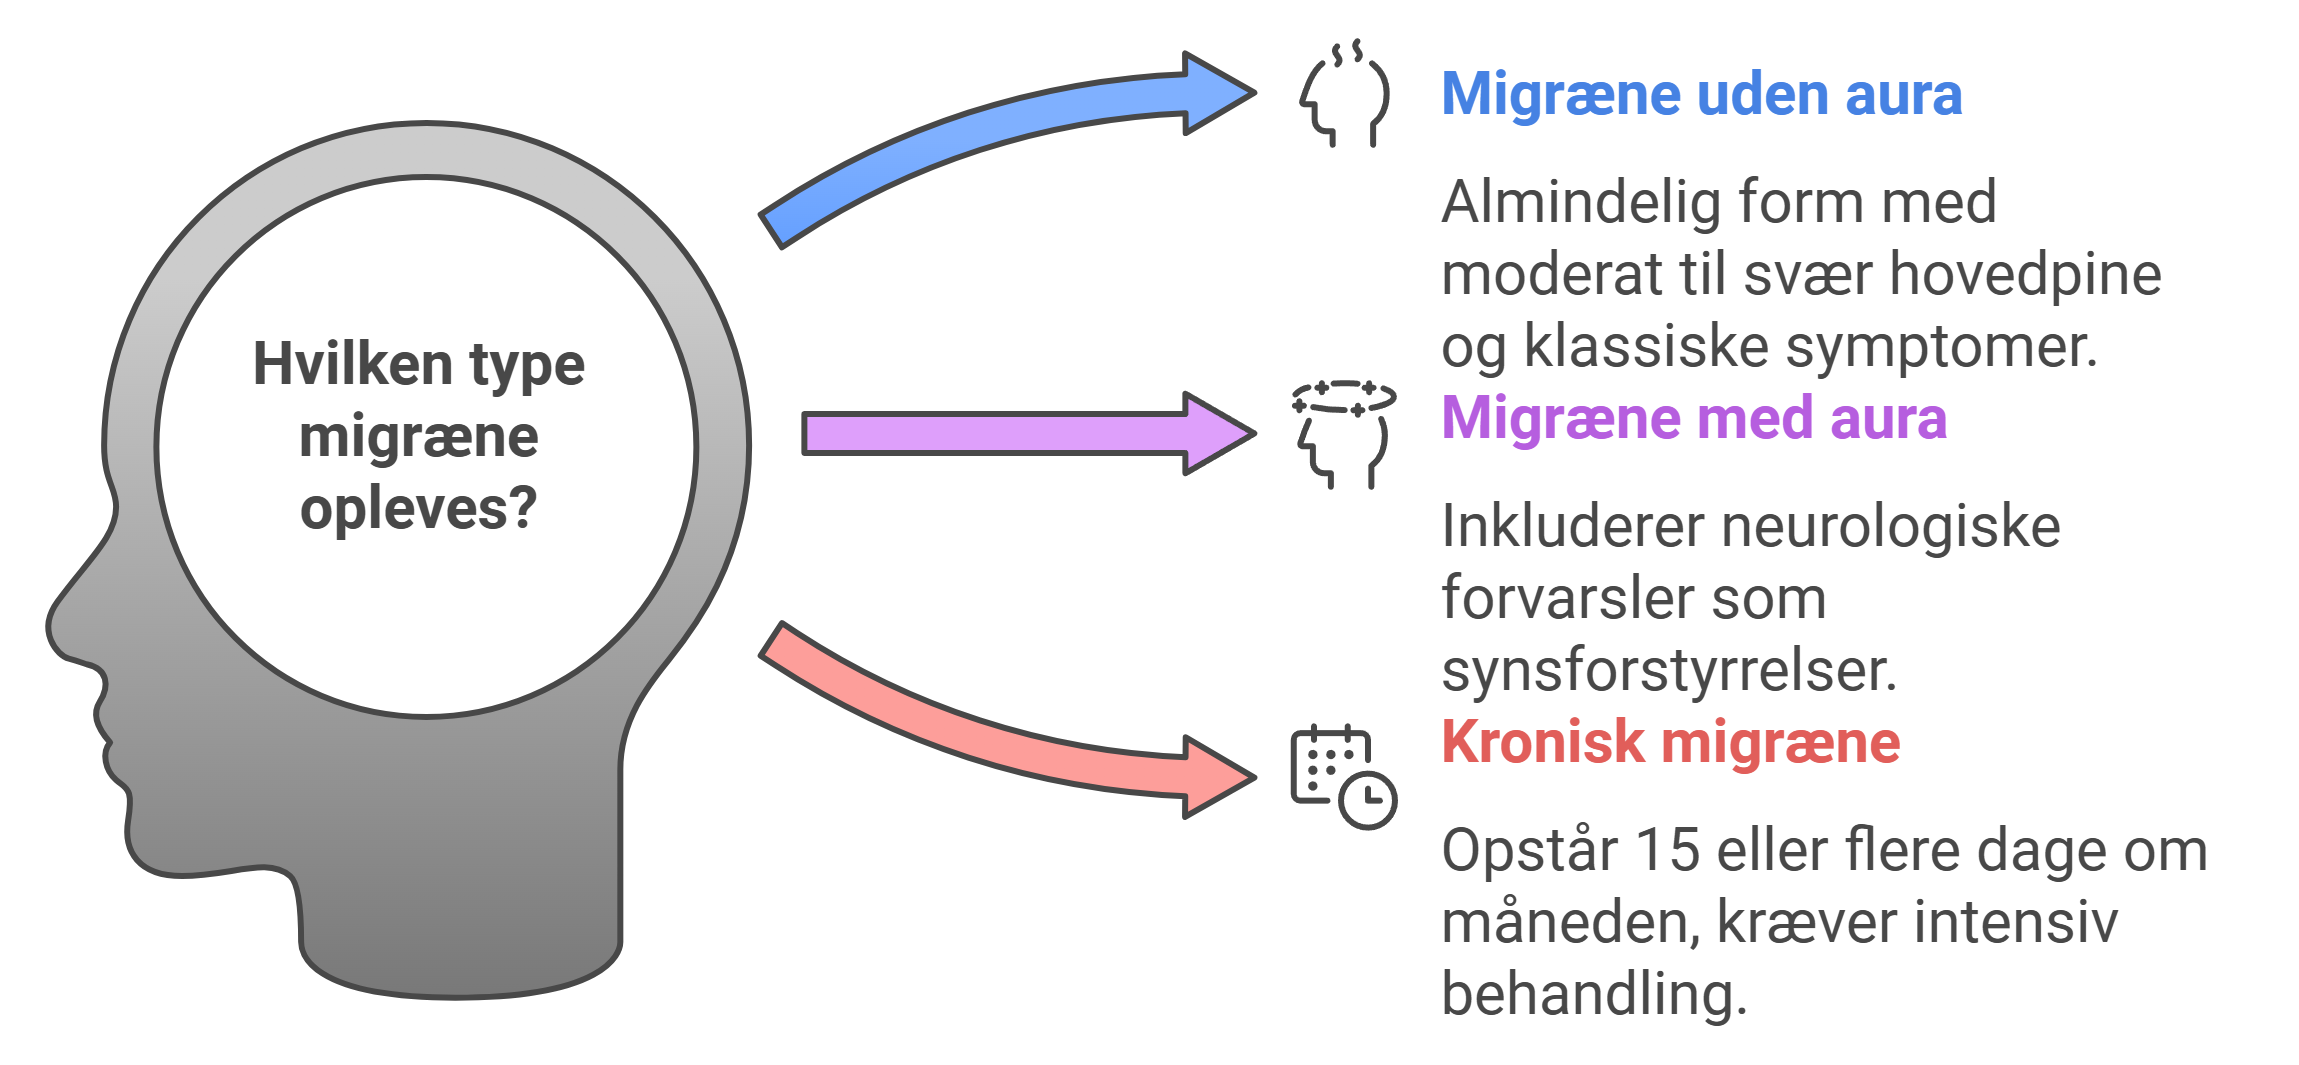 Hvilken type
migræne
opleves?
Migræne uden aura
Almindelig form med
moderat til svær hovedpine
og klassiske symptomer.
Migræne med aura
Inkluderer neurologiske
forvarsler som
synsforstyrrelser.
Kronisk migræne
Opstår 15 eller flere dage om
måneden, kræver intensiv
behandling.